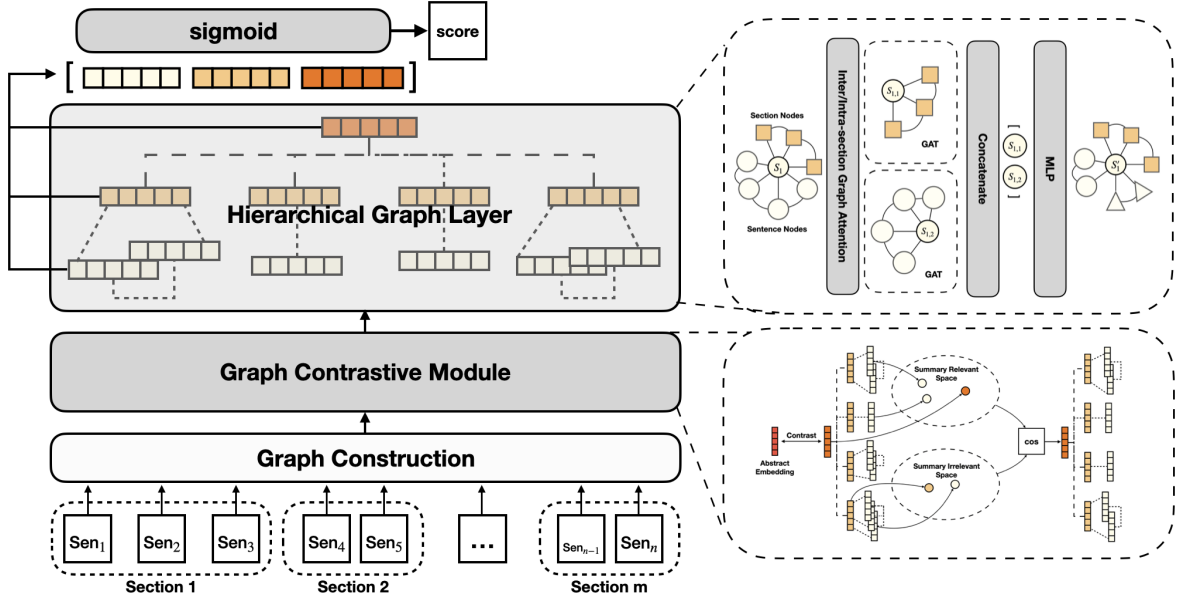 sigmoid
score
[ ]
Hierarchical Graph Layer
Graph Contrastive Module
Graph Construction
Sen₁
Sen₂
Sen₃
Sen₄
Sen₅
...
Senₙ₋₁
Senₙ
Section 1
Section 2
Section m
Section Nodes
S₁
Sentence Nodes
Inter/Intra-section Graph Attention
S₁,₁
GAT
S₁,₂
GAT
Concatenate
[
S₁,₁
S₁,₂
]
MLP
S₁′
Summary Relevant
Space
Contrast
Abstract
Embedding
cos
Summary Irrelevant
Space